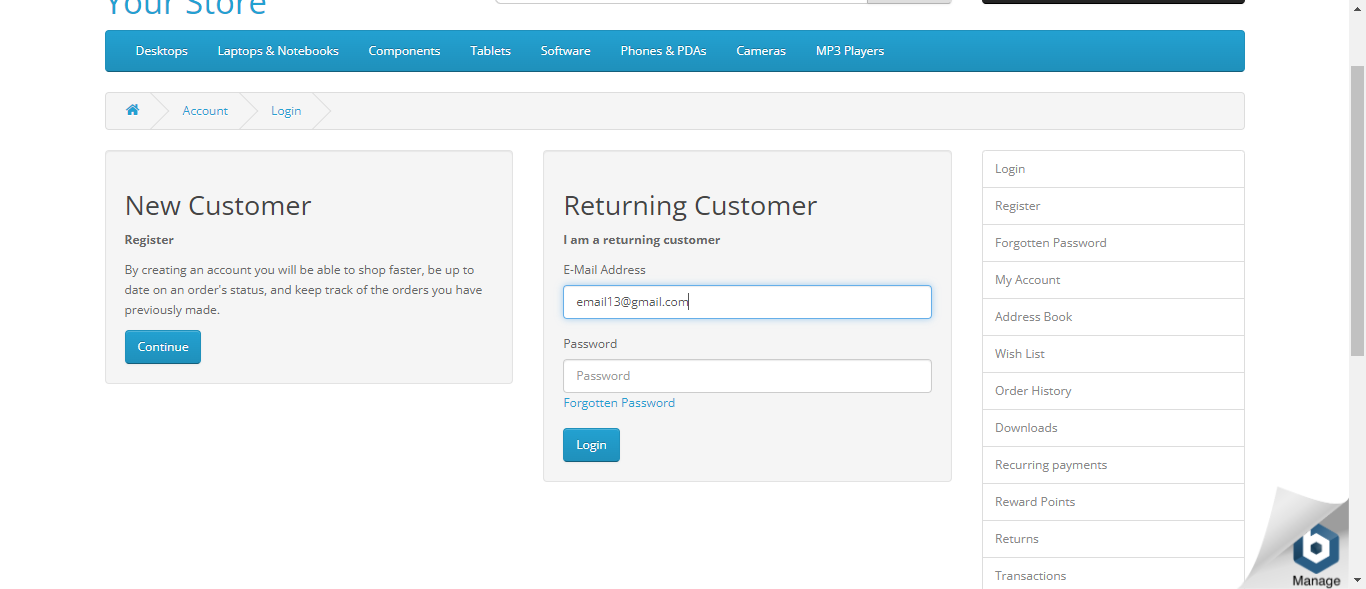 Your Store
Desktops Laptops & Notebooks Components Tablets Software Phones & PDAs Cameras MP3 Players
Account Login
New Customer
Register
By creating an account you will be able to shop faster, be up to
date on an order's status, and keep track of the orders you have
previously made.
Continue
Returning Customer
I am a returning customer
E-Mail Address
email13@gmail.com
Password
Password
Forgotten Password
Login
Login
Register
Forgotten Password
My Account
Address Book
Wish List
Order History
Downloads
Recurring payments
Reward Points
Returns
Transactions
b
Manage